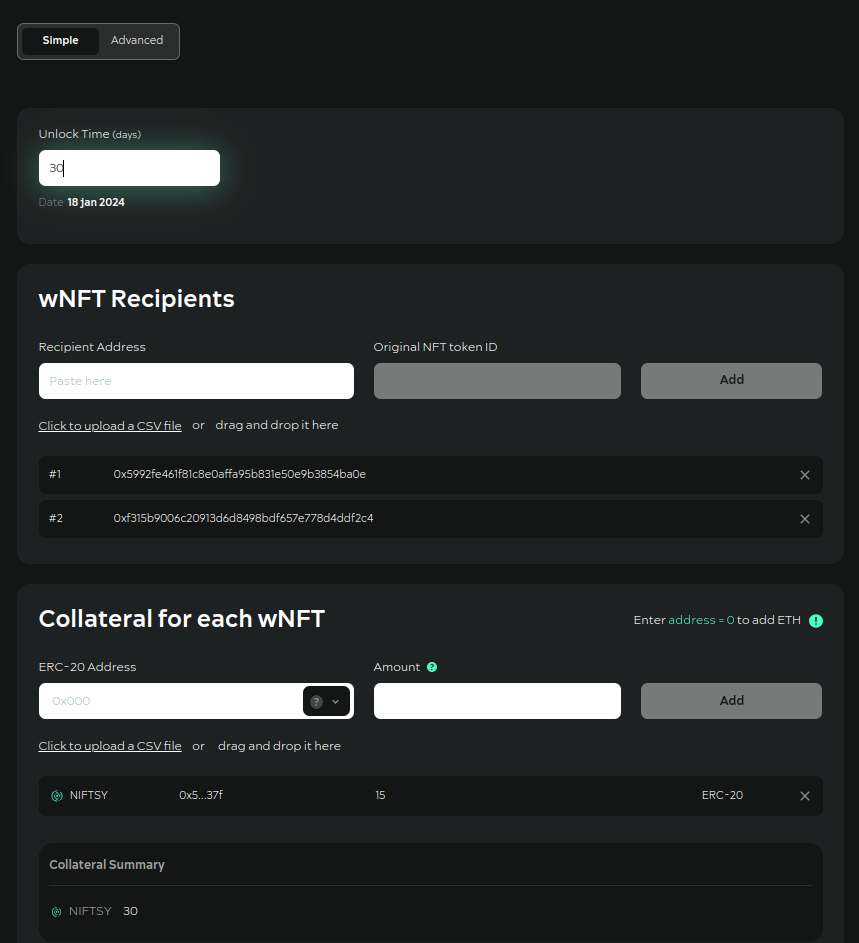 Simple Advanced
Unlock Time (days)
30
Date 18 jan 2024
wNFT Recipients
Recipient Address Original NFT token ID
Paste here Add
Click to upload a CSV file or drag and drop it here
#1 0x5992fe461f81c8e0affa95b831e50e9b3854ba0e
#2 0xf315b9006c20913d6d8498bdf657e778d4ddf2c4
Collateral for each wNFT Enter address = 0 to add ETH !
ERC-20 Address Amount ?
0x000 ? Add
Click to upload a CSV file or drag and drop it here
NIFTSY 0x5...37f 15 ERC-20
Collateral Summary
NIFTSY 30